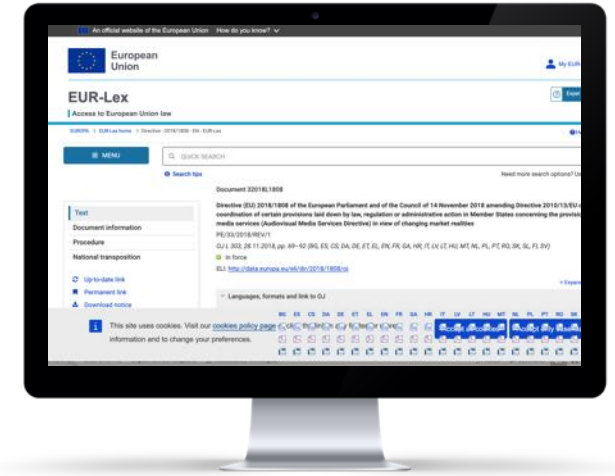 An official website of the European Union How do you know?
European
Union
My EUR
EUR-Lex
Access to European Union law
EUROPA > EUR-Lex home > Directive - 2018/1808 - EN - EUR-Lex
MENU
QUICK SEARCH
Search tips
Need more search options? Us
Document 32018L1808
Text
Document information
Procedure
National transposition
Up-to-date link
Permanent link
Download notice
Directive (EU) 2018/1808 of the European Parliament and of the Council of 14 November 2018 amending Directive 2010/13/EU
coordination of certain provisions laid down by law, regulation or administrative action in Member States concerning the provisi
media services (Audiovisual Media Services Directive) in view of changing market realities
PE/33/2018/REV/1
OJ L 303, 28.11.2018, pp. 69–92 (BG, ES, CS, DA, DE, ET, EL, EN, FR, GA, HR, IT, LV, LT, HU, MT, NL, PL, PT, RO, SK, SL, FI, SV)
In force
ELI: http://data.europa.eu/eli/dir/2018/1808/oj
Languages, formats and link to OJ
BG ES CS DA DE ET EL EN FR GA HR IT LV LT HU MT NL PL PT RO SK
This site uses cookies. Visit our cookies policy page
information and to change your preferences.